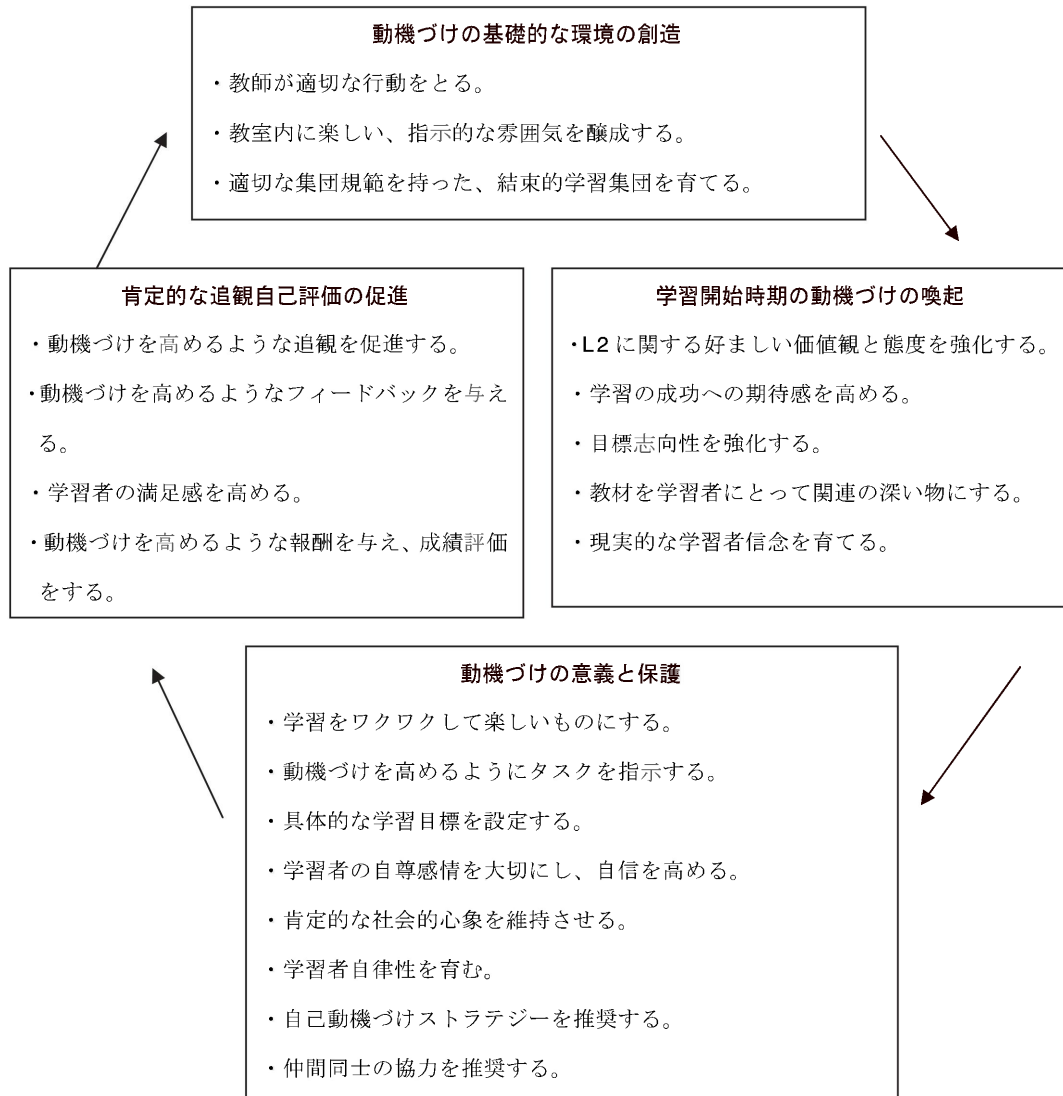 動機づけの基礎的な環境の創造
・教師が適切な行動をとる。
・教室内に楽しい、指示的な雰囲気を醸成する。
・適切な集団規範を持った、結束的学習集団を育てる。
肯定的な追観自己評価の促進
・動機づけを高めるような追観を促進する。
・動機づけを高めるようなフィードバックを与え
る。
・学習者の満足感を高める。
・動機づけを高めるような報酬を与え、成績評価
をする。
学習開始時期の動機づけの喚起
・L2 に関する好ましい価値観と態度を強化する。
・学習の成功への期待感を高める。
・目標志向性を強化する。
・教材を学習者にとって関連の深い物にする。
・現実的な学習者信念を育てる。
動機づけの意義と保護
・学習をワクワクして楽しいものにする。
・動機づけを高めるようにタスクを指示する。
・具体的な学習目標を設定する。
・学習者の自尊感情を大切にし、自信を高める。
・肯定的な社会的心象を維持させる。
・学習者自律性を育む。
・自己動機づけストラテジーを推奨する。
・仲間同士の協力を推奨する。